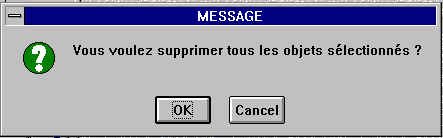 MESSAGE
Vous voulez supprimer tous les objets sélectionnés ?
OK
Cancel